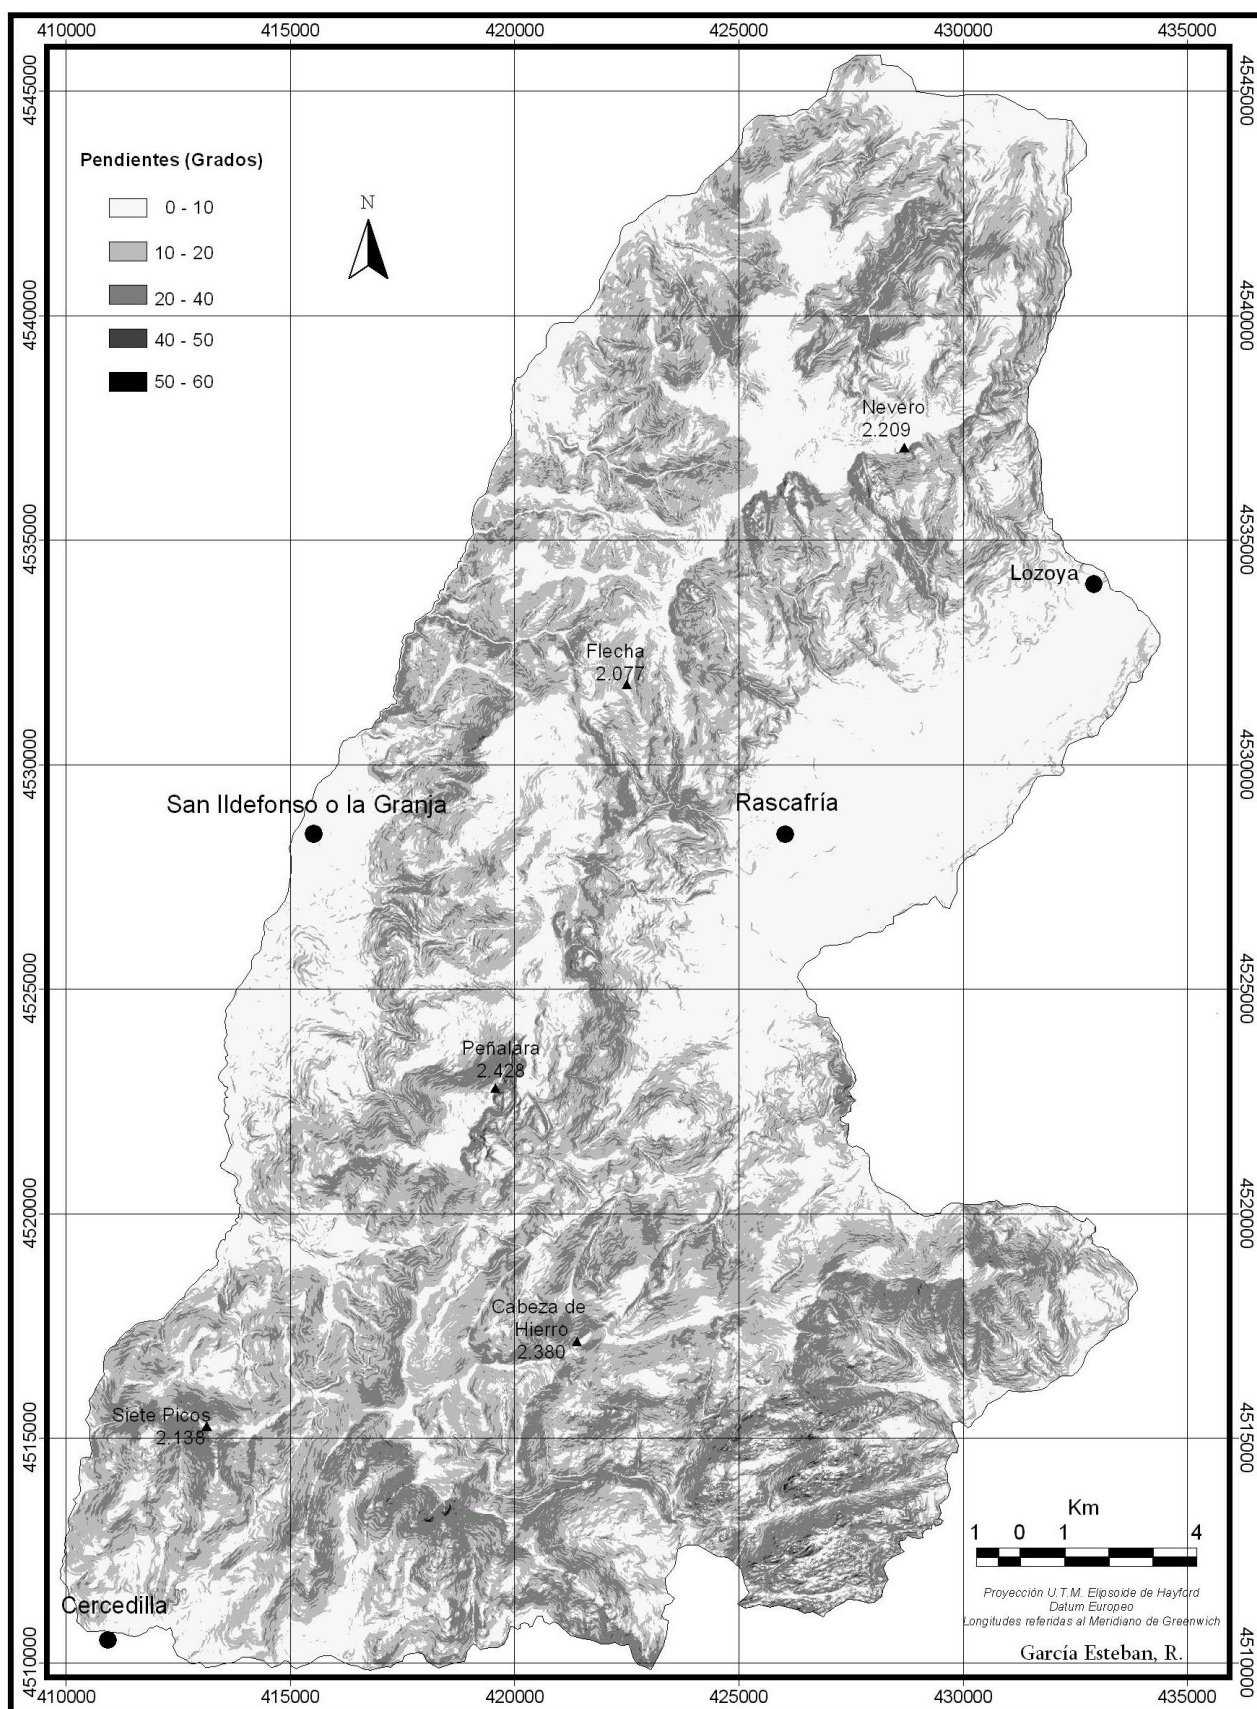 4110000 415000 420000 425000 430000 435000
4545000
4545000
Pendientes (Grados)
0 - 10
10 - 20
20 - 40
40 - 50
50 - 60
N
4540000
4540000
Nevero
2.209
4535000
4535000
Lozoya
Flecha
2.077
4530000
4530000
San Ildefonso o la Granja
Rascafría
4525000
4525000
Peñalara
2.428
4520000
4520000
Cabeza de
Hierro
2.380
Siete Picos
2.138
4515000
4515000
Km
1 0 1 4
Cercedilla
Proyección U.T.M. Elipsoide de Hayford
Datum Europeo
Longitudes referidas al Meridiano de Greenwich
García Esteban, R.
4510000
4510000
4410000 415000 420000 425000 430000 435000